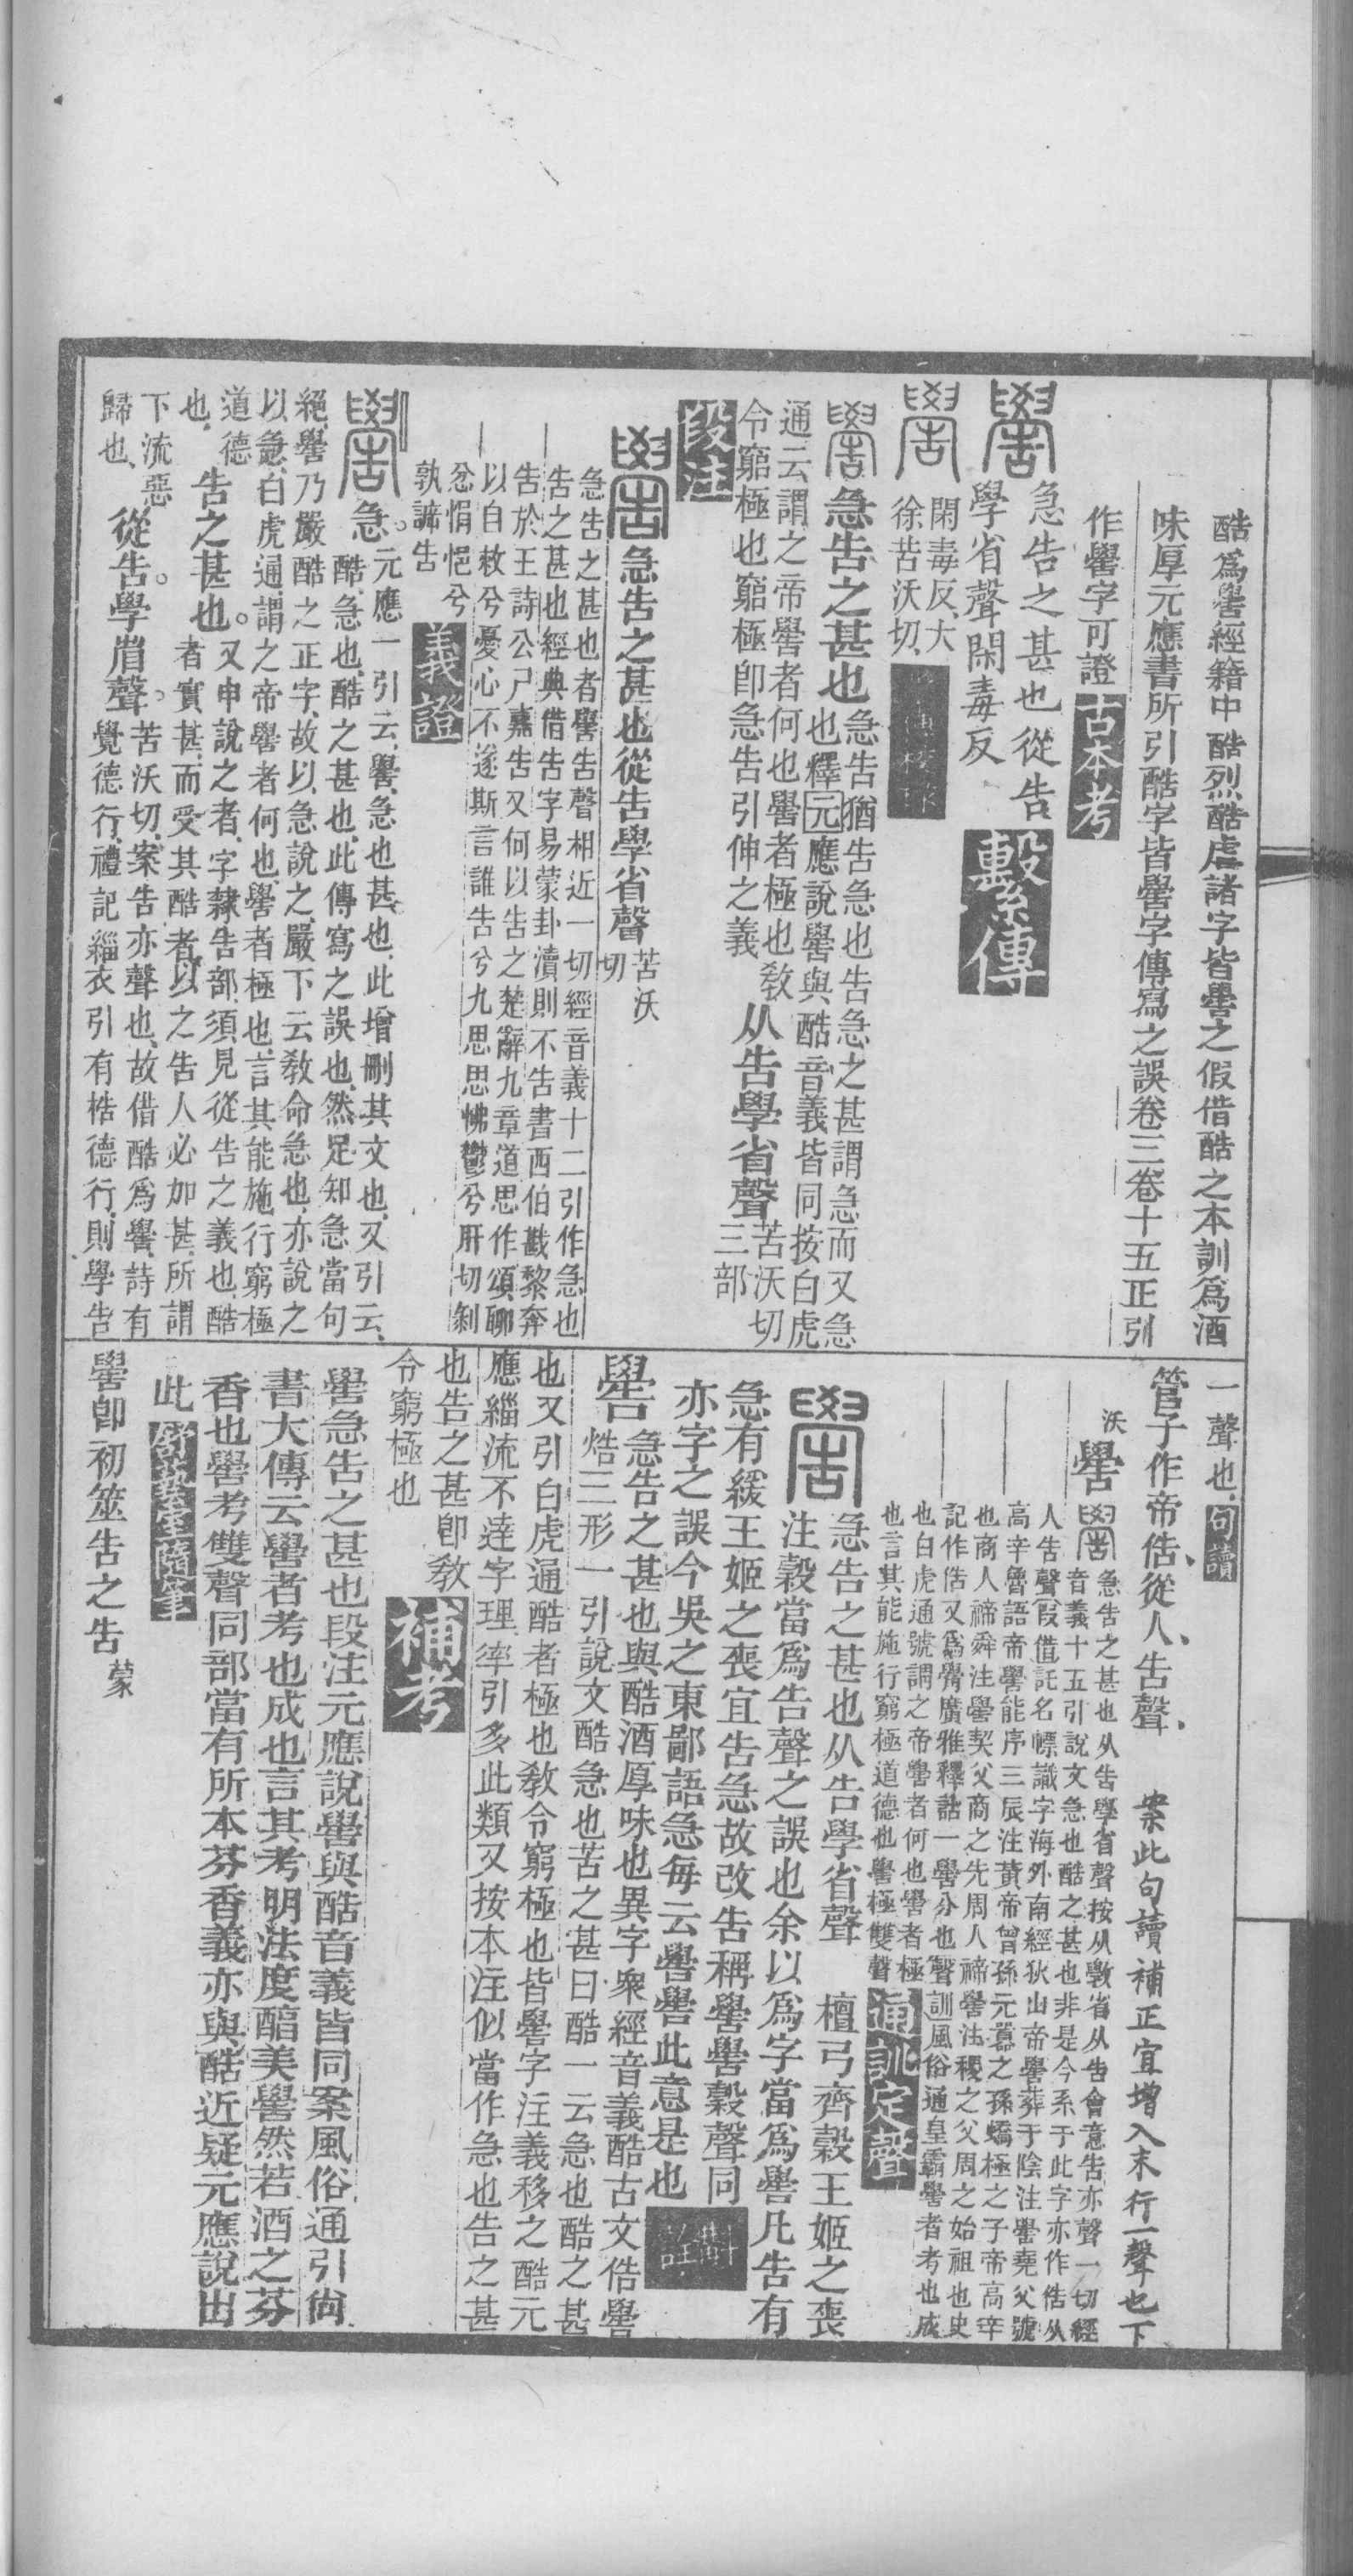 酷為嚳經籍中酷烈酷虐諸字皆嚳之假借酷之本訓爲酒
味厚元應書所引酷字皆嚳字傳寫之誤卷三卷十五正引
作嚳字可證
古本考
急告之甚也從告
學省聲閑毒反
繫傳
閑毒反、大
徐苦沃切、
嚳急告之甚也
急告猶告急也告急之甚謂急而又急
也釋元應說嚳與酷音義皆同按白虎
通云謂之帝嚳者何也嚳者極也教
令窮極也窮極卽急告引伸之義
从告學省聲
苦沃切
三部
段注
急告之甚也從告學省聲
苦沃
切
急告之甚也者嚳告聲相近一切經音義十二引作急也
告之甚也經典借告字易蒙卦瀆則不告書西伯戡黎奔
告於王詩公尸嘉告又何以告之楚辭九章道思作頌聊
以自救兮憂心不遂斯言誰告兮九思思怫鬱兮肝切剝
忿悁悒兮
孰訴告
義證
急。
元應一引云、嚳、急也甚也、此增刪其文也、又引云、
酷、急也、酷之甚也、此傳寫之誤也、然足知急當句
絕、嚳乃嚴酷之正字、故以急說之、嚴下云教命急也、亦說之
以急、白虎通、謂之帝嚳者何也、嚳者極也、言其能施行窮極
道德
也、
告之甚也。
又申說之者、字隸告部、須見從告之義也、酷
者實甚、而受其酷者、以之告人必加甚、所謂
下流惡
歸也、
從告。學省聲。
苦沃切、案告亦聲也、故借酷爲嚳、詩有
覺德行、禮記緇衣引有梏德行、則學告
一聲也、
句讀
管子作帝俈、從人、告聲、
案此句讀補正宜增入末行一聲也下
沃
嚳
急告之甚也从告學省聲按从斆省从告會意告亦聲一切經
音義十五引說文急也酷之甚也非是今系于此字亦作俈从
人告聲叚借託名幖識字海外南經狄山帝嚳葬于陰注嚳堯父號
高辛魯語帝嚳能序三辰注黃帝曾孫元囂之孫蟜極之子帝高辛
也商人禘舜注嚳契父商之先周人禘嚳注稷之父周之始祖也史
記作俈又爲觷廣雅釋詁一嚳分也聲訓風俗通皇霸嚳者考也成
也白虎通號謂之帝嚳者何也嚳者極
也言其能施行窮極道德也嚳極雙聲
通訓定聲
急告之甚也从告學省聲
檀弓齊穀王姬之喪
注穀當爲告聲之誤也余以爲字當爲嚳凡告有
急有緩王姬之喪宜告急故改告稱嚳嚳穀聲同
亦字之誤今吳之東鄙語急每云嚳嚳此意是也
嚳
急告之甚也與酷酒厚味也異字衆經音義酷古文俈嚳
焅三形一引說文酷急也苦之甚曰酷一云急也酷之甚
也又引白虎通酷者極也教令窮極也皆嚳字注義移之酷元
應緇流不達字理率引多此類又按本注似當作急也告之甚
也告之甚卽教
令窮極也
補考
嚳急告之甚也段注元應說嚳與酷音義皆同案風俗通引尙
書大傳云嚳者考也成也言其考明法度醕美嚳然若酒之芬
香也嚳考雙聲同部當有所本芬香義亦與酷近疑元應說出
此
隨筆
嚳卽初筮告之告
蒙